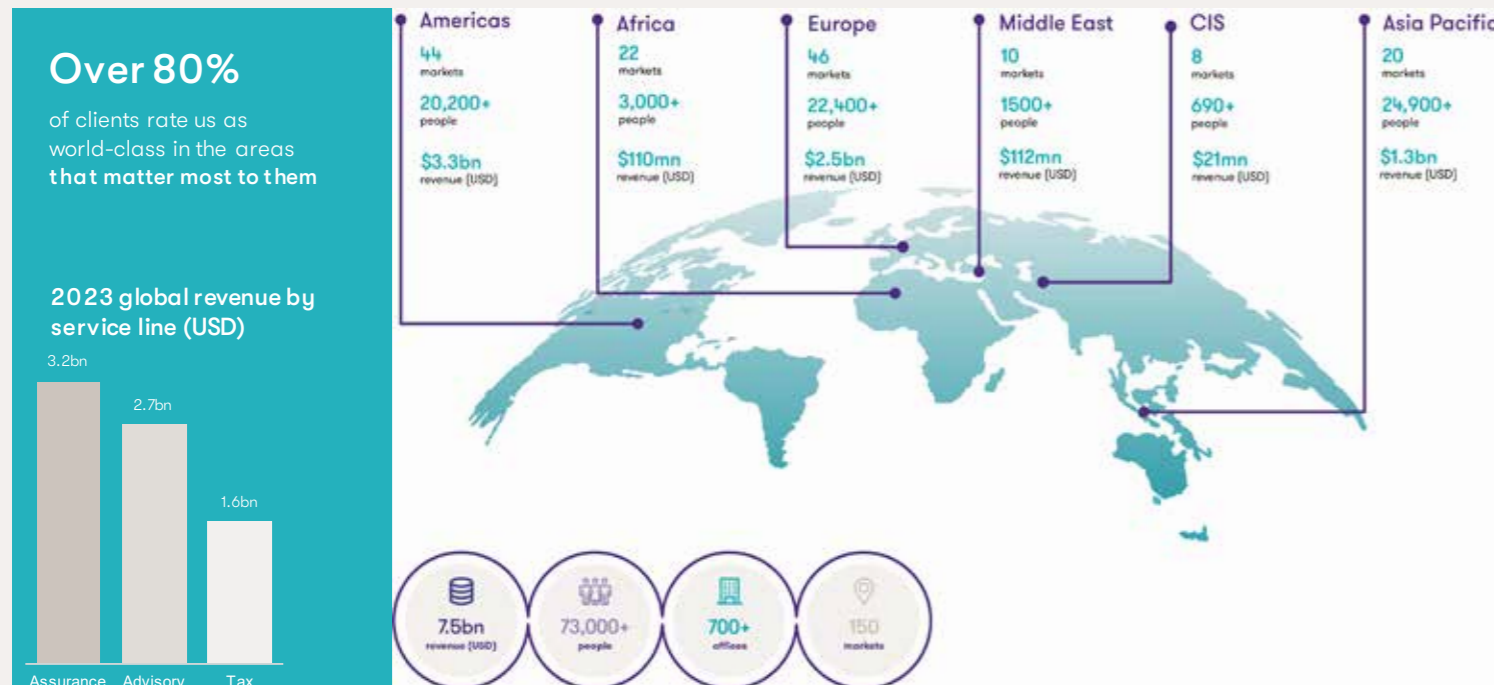 Over 80%
of clients rate us as
world-class in the areas
that matter most to them
2023 global revenue by
service line (USD)
3.2bn
2.7bn
1.6bn
Assurance
Advisory
Tax
Americas
44
markets
20,200+
people
$3.3bn
revenue (USD)
Africa
22
markets
3,000+
people
$110mn
revenue (USD)
Europe
46
markets
22,400+
people
$2.5bn
revenue (USD)
Middle East
10
markets
1500+
people
$112mn
revenue (USD)
CIS
8
markets
690+
people
$21mn
revenue (USD)
Asia Pacific
20
markets
24,900+
people
$1.3bn
revenue (USD)
7.5bn
revenue (USD)
73,000+
people
700+
offices
150
markets